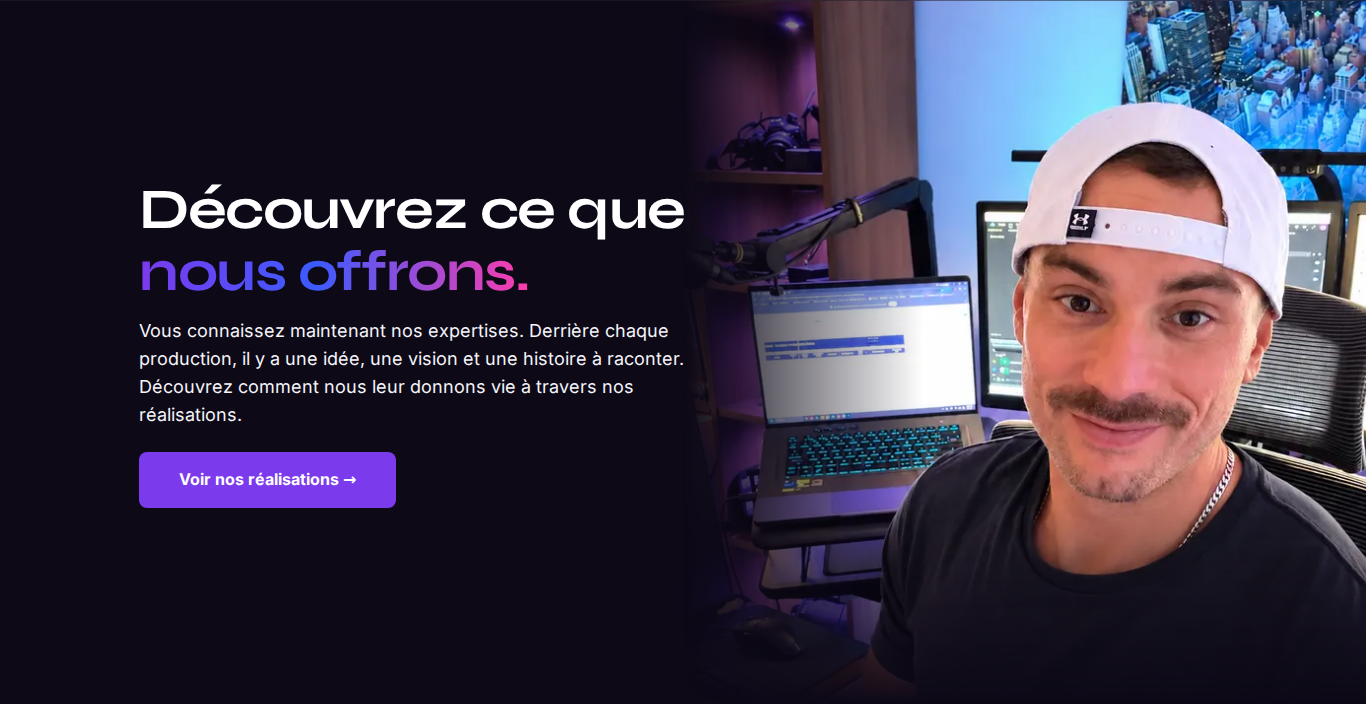 Découvrez ce que
nous offrons.
Vous connaissez maintenant nos expertises. Derrière chaque
production, il y a une idée, une vision et une histoire à raconter.
Découvrez comment nous leur donnons vie à travers nos
réalisations.
Voir nos réalisations →